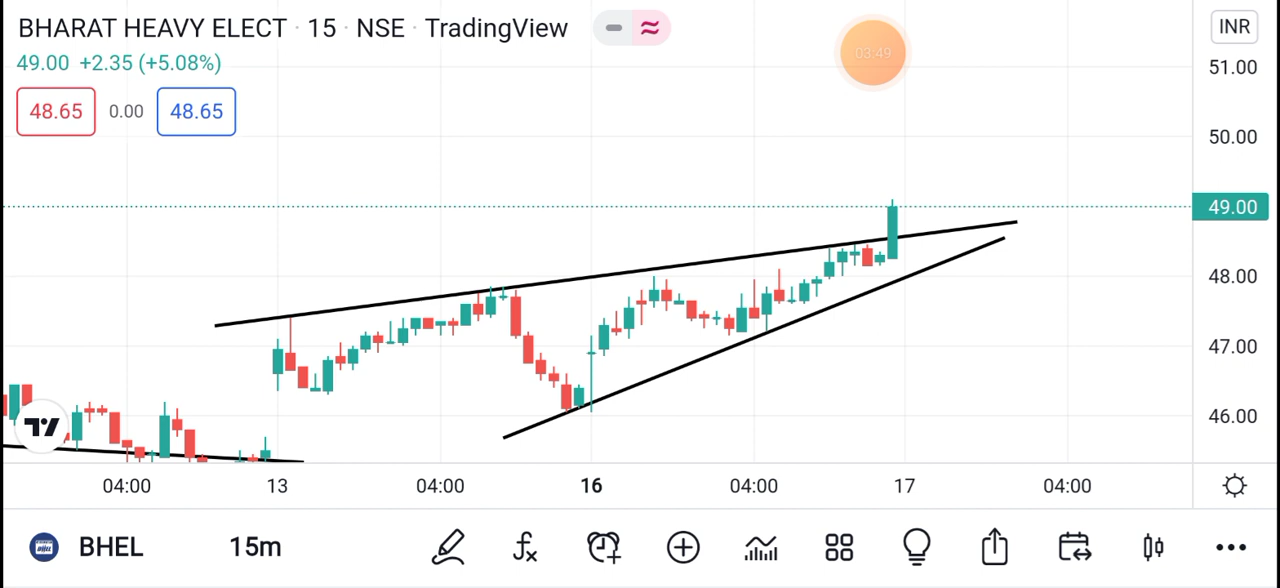 BHARAT HEAVY ELECT · 15 · NSE · TradingView
INR
03:49
49.00 +2.35 (+5.08%)
48.65 0.00 48.65
51.00
50.00
49.00
48.00
47.00
46.00
04:00 13 04:00 16 04:00 17 04:00
BHEL 15m